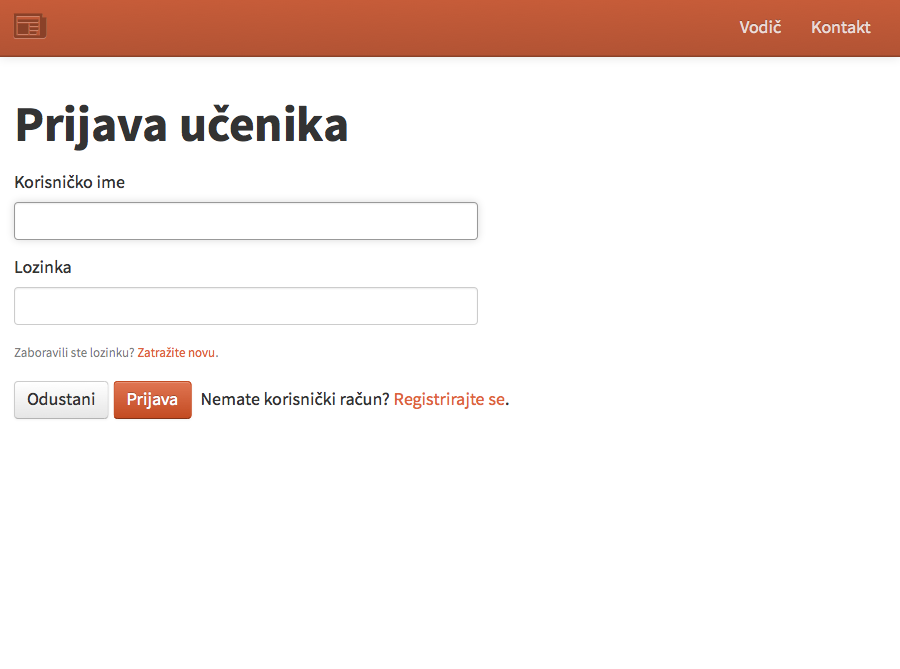 Vodič Kontakt
Prijava učenika
Korisničko ime
Lozinka
Zaboravili ste lozinku? Zatražite novu.
Odustani Prijava Nemate korisnički račun? Registrirajte se.